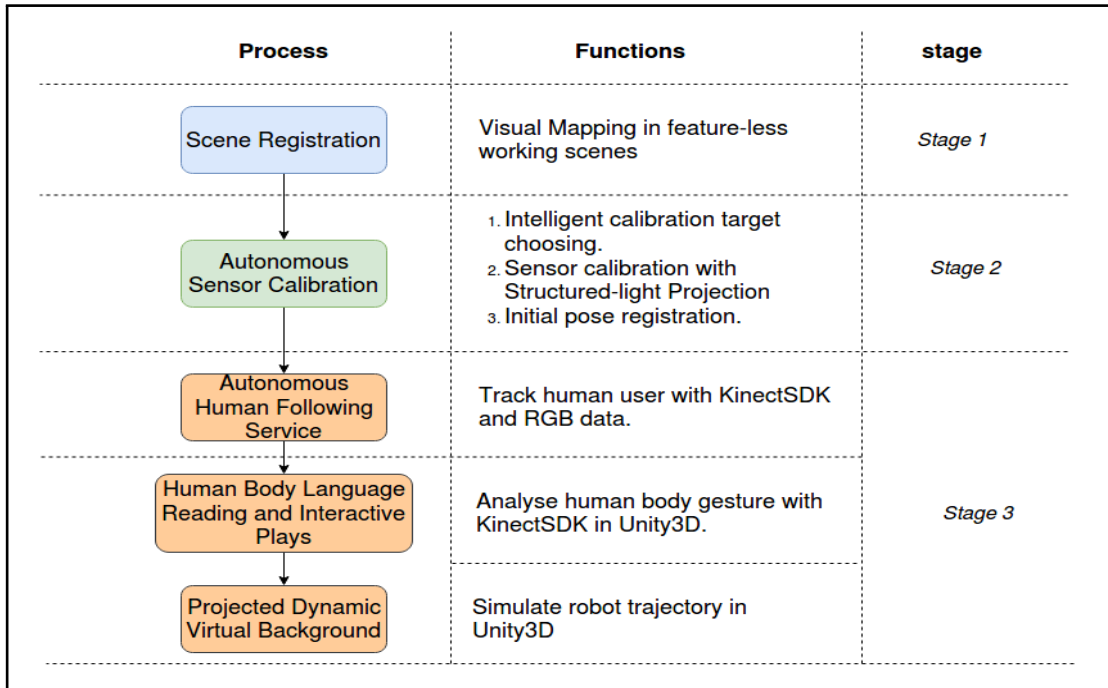 Process
Functions
stage
Scene Registration
Visual Mapping in feature-less
working scenes
Stage 1
Autonomous
Sensor Calibration
1. Intelligent calibration target
choosing.
2. Sensor calibration with
Structured-light Projection
3. Initial pose registration.
Stage 2
Autonomous
Human Following
Service
Track human user with KinectSDK
and RGB data.
Human Body Language
Reading and Interactive
Plays
Analyse human body gesture with
KinectSDK in Unity3D.
Stage 3
Projected Dynamic
Virtual Background
Simulate robot trajectory in
Unity3D